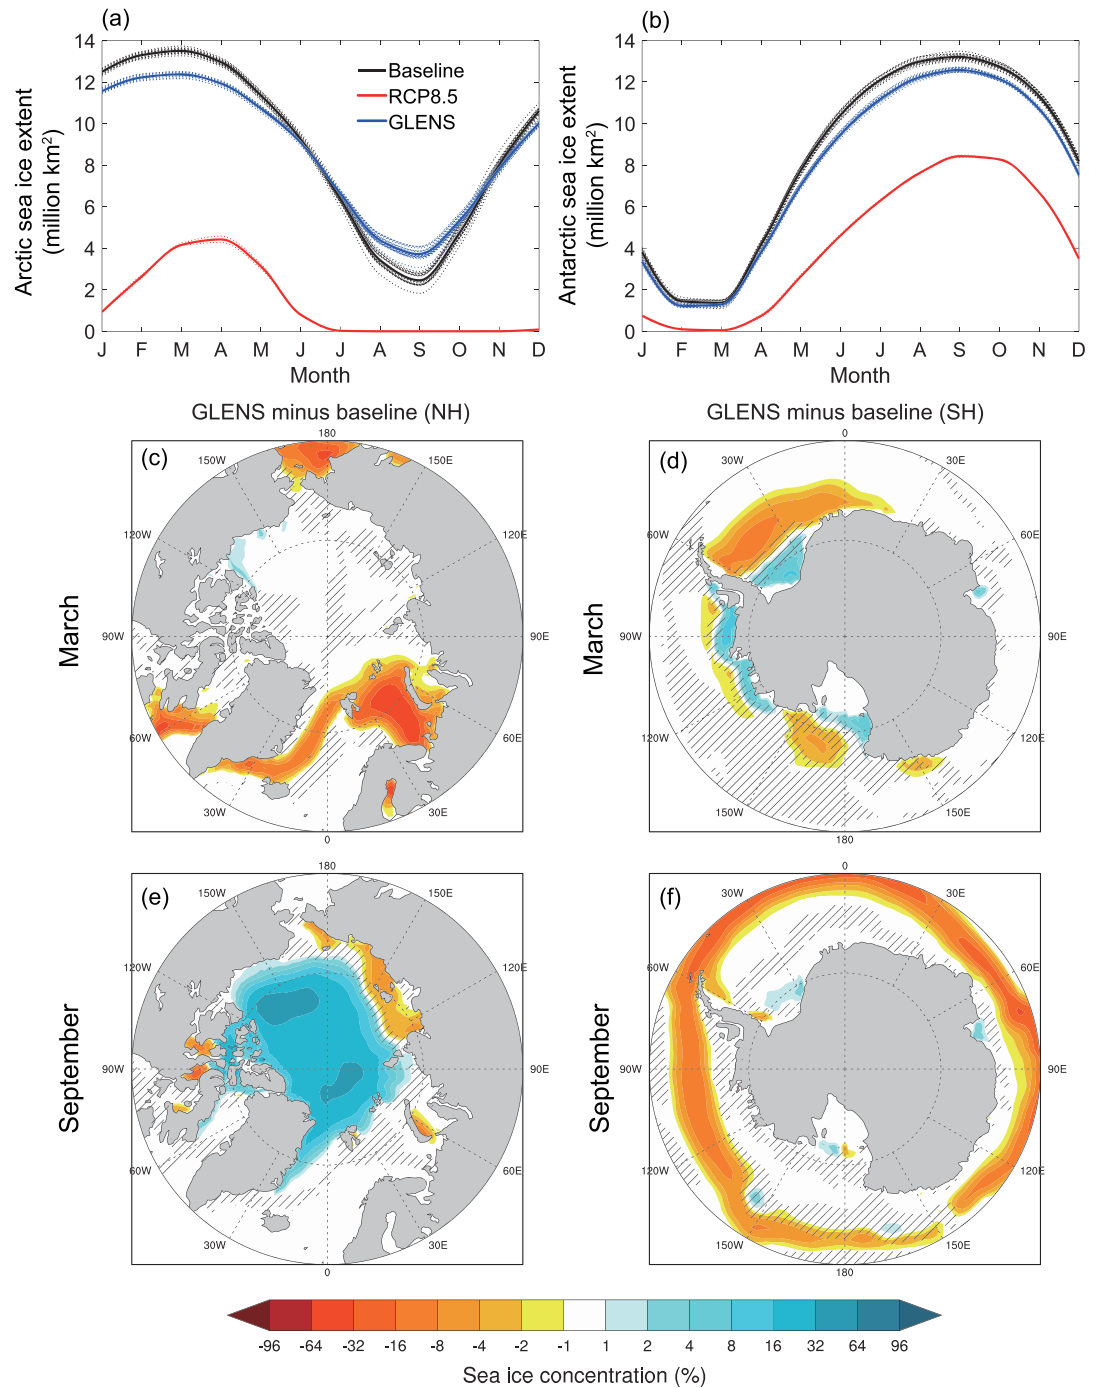 (a)
14
12
10
8
6
4
2
0
Arctic sea ice extent
(million km²)
Baseline
RCP8.5
GLENS
J F M A M J J A S O N D
Month
(b)
14
12
10
8
6
4
2
0
Antarctic sea ice extent
(million km²)
J F M A M J J A S O N D
Month
GLENS minus baseline (NH)
(c)
March
180
150W
150E
120W
90W
90E
60W
60E
30W
30E
0
GLENS minus baseline (SH)
(d)
March
0
30W
30E
60W
60E
90W
90E
120W
120E
150W
150E
180
(e)
September
180
150W
150E
120W
90W
90E
60W
60E
30W
30E
0
(f)
September
0
30W
30E
60W
60E
90W
90E
120W
120E
150W
150E
180
-96 -64 -32 -16 -8 -4 -2 -1 1 2 4 8 16 32 64 96
Sea ice concentration (%)